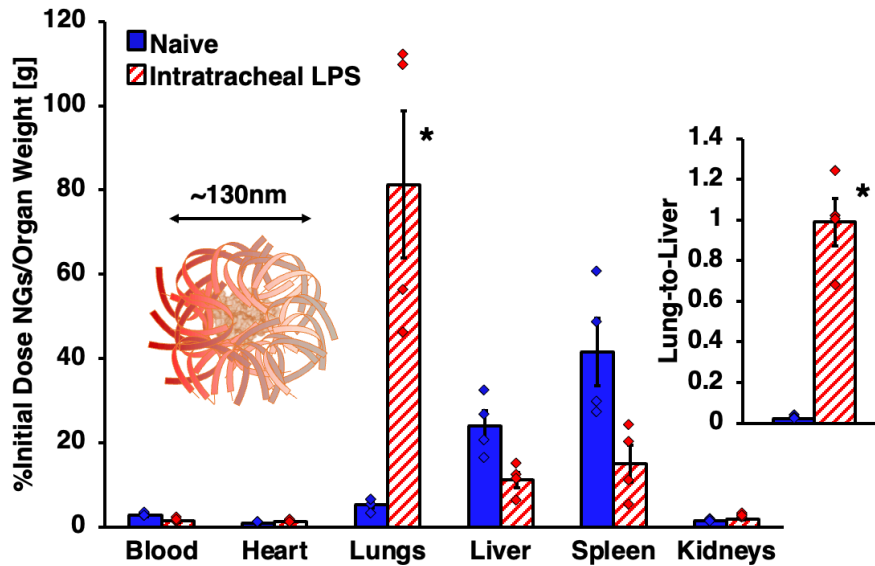 %Initial Dose NGs/Organ Weight [g]
120
100
80
60
40
20
0
Naive
Intratracheal LPS
~130nm
*
Blood Heart Lungs Liver Spleen Kidneys
Lung-to-Liver
1.4
1.2
1
0.8
0.6
0.4
0.2
0
*